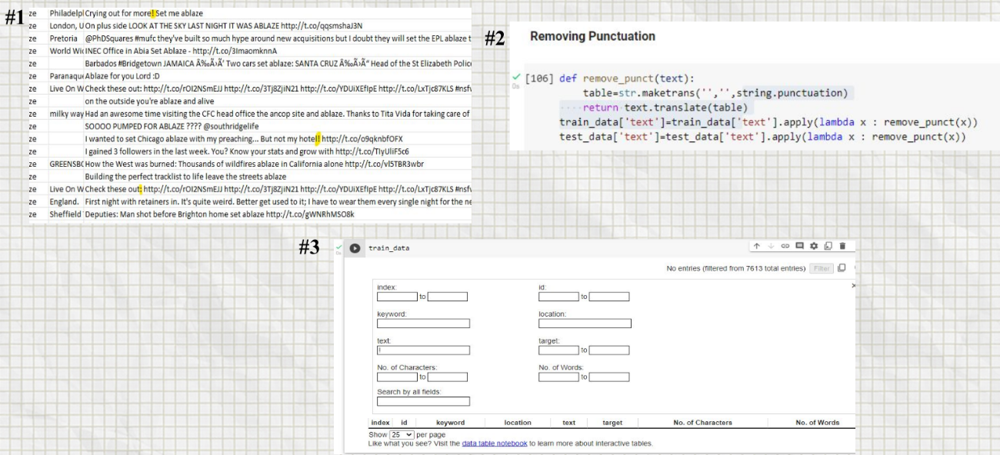 #1
ze Philadelpl Crying out for more! Set me ablaze
ze London, U On plus side LOOK AT THE SKY LAST NIGHT IT WAS ABLAZE http://t.co/qqsmshaJ3N
ze Pretoria @PhDSquares #mufc they've built so much hype around new acquisitions but I doubt they will set the EPL ablaze t
ze World Wic INEC Office in Abia Set Ablaze - http://t.co/3ImaomknnA
ze Barbados #Bridgetown JAMAICA Â‰Ã›Ã’ Two cars set ablaze: SANTA CRUZ Â‰Ã›Ã“ Head of the St Elizabeth Police
ze Paranaque Ablaze for you Lord :D
ze Live On W Check these out: http://t.co/rOI2NSmEJJ http://t.co/3Tj8ZjiN21 http://t.co/YDUiXEfIpE http://t.co/LxTjc87KLS #nsfv
ze on the outside you're ablaze and alive
ze milky way Had an awesome time visiting the CFC head office the ancop site and ablaze. Thanks to Tita Vida for taking care of
ze SOOOO PUMPED FOR ABLAZE ???? @southridgelife
ze I wanted to set Chicago ablaze with my preaching... But not my hotel! http://t.co/o9qknbfOFX
ze I gained 3 followers in the last week. You? Know your stats and grow with http://t.co/TIyUliF5c6
ze GREENSBC How the West was burned: Thousands of wildfires ablaze in California alone http://t.co/vl5TBR3wbr
ze Building the perfect tracklist to life leave the streets ablaze
ze Live On W Check these out: http://t.co/rOI2NSmEJJ http://t.co/3Tj8ZjiN21 http://t.co/YDUiXEfIpE http://t.co/LxTjc87KLS #nsfv
ze England. First night with retainers in. It's quite weird. Better get used to it; I have to wear them every single night for the ne
ze Sheffield Deputies: Man shot before Brighton home set ablaze http://t.co/gWNRhMSO8k
#2
Removing Punctuation
[106] def remove_punct(text):
table=str.maketrans('','',string.punctuation)
return text.translate(table)
train_data['text']=train_data['text'].apply(lambda x : remove_punct(x))
test_data['text']=test_data['text'].apply(lambda x : remove_punct(x))
0s
#3
train_data
0s
No entries (filtered from 7613 total entries) Filter
index: id:
to to
keyword: location:
text: target:
! to
No. of Characters: No. of Words:
to to
Search by all fields:
index id keyword location text target No. of Characters No. of Words
Show 25 per page
Like what you see? Visit the data table notebook to learn more about interactive tables.